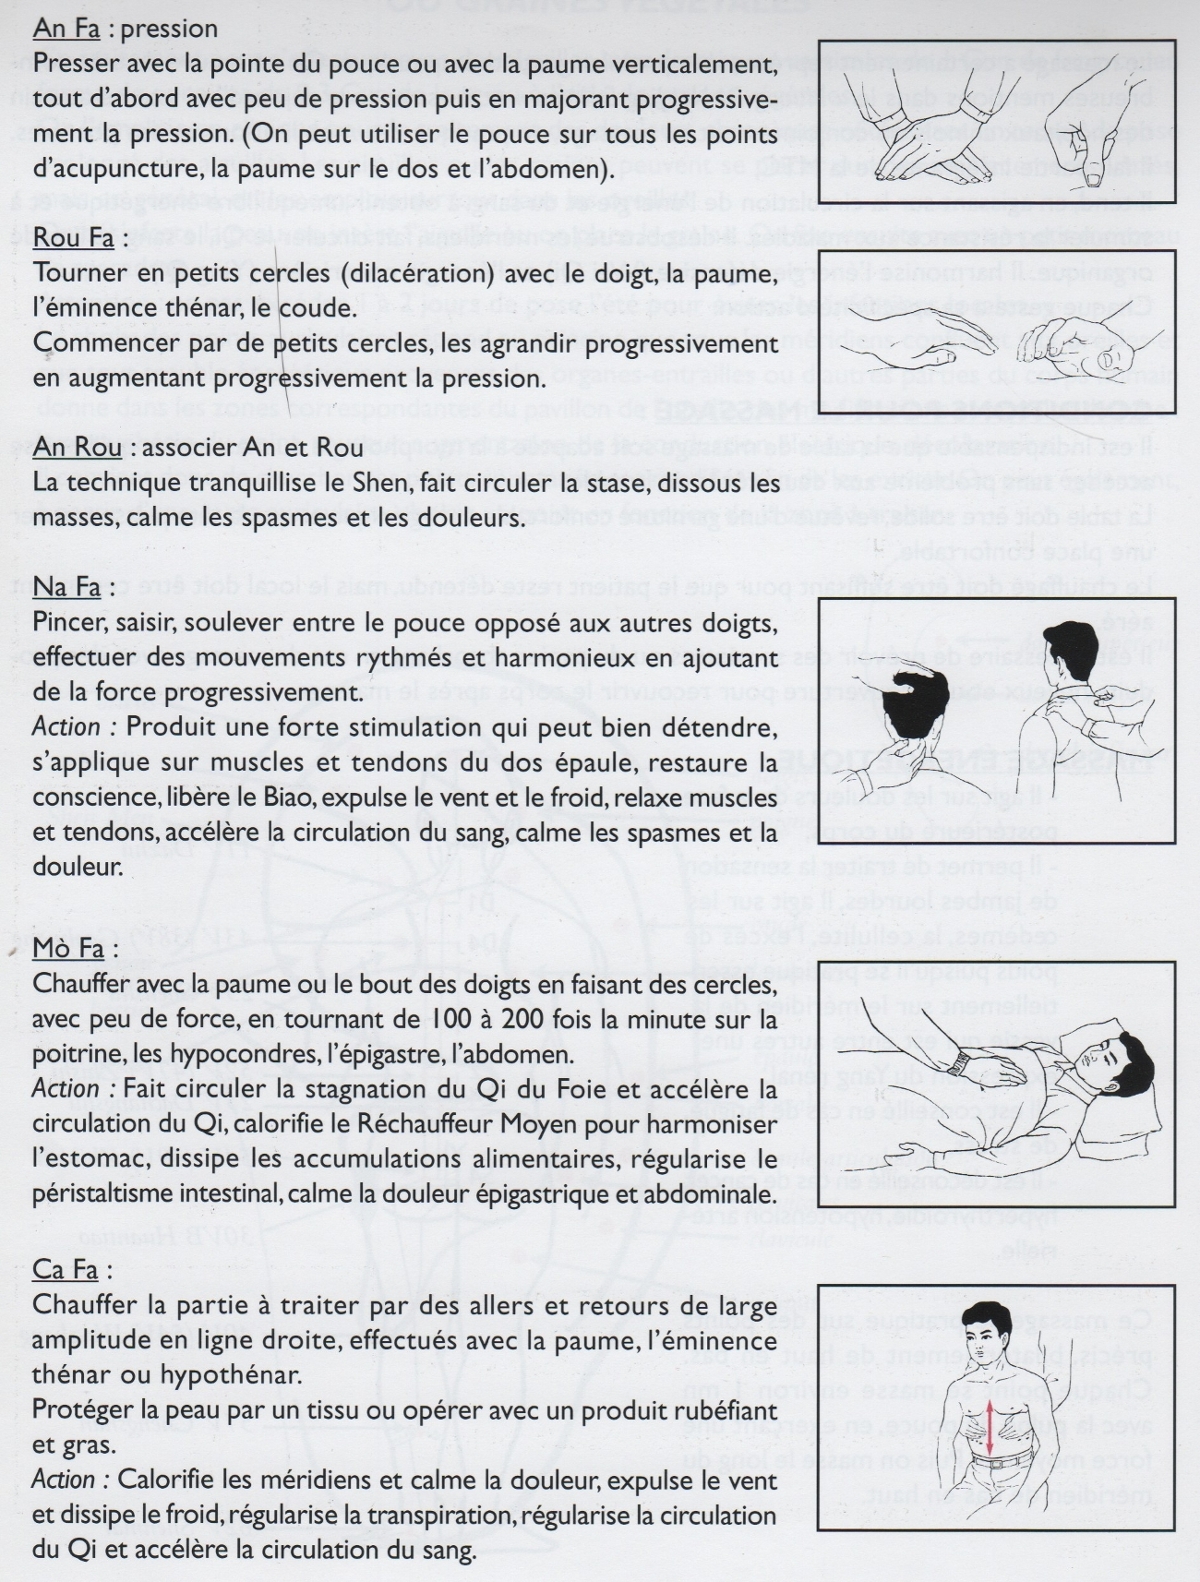 An Fa : pression
Presser avec la pointe du pouce ou avec la paume verticalement,
tout d’abord avec peu de pression puis en majorant progressive-
ment la pression. (On peut utiliser le pouce sur tous les points
d’acupuncture, la paume sur le dos et l’abdomen).
Rou Fa :
Tourner en petits cercles (dilacération) avec le doigt, la paume,
l’éminence thénar, le coude.
Commencer par de petits cercles, les agrandir progressivement
en augmentant progressivement la pression.
An Rou : associer An et Rou
La technique tranquillise le Shen, fait circuler la stase, dissous les
masses, calme les spasmes et les douleurs.
Na Fa :
Pincer, saisir, soulever entre le pouce opposé aux autres doigts,
effectuer des mouvements rythmés et harmonieux en ajoutant
de la force progressivement.
Action : Produit une forte stimulation qui peut bien détendre,
s’applique sur muscles et tendons du dos épaule, restaure la
conscience, libère le Biao, expulse le vent et le froid, relaxe muscles
et tendons, accélère la circulation du sang, calme les spasmes et la
douleur.
Mò Fa :
Chauffer avec la paume ou le bout des doigts en faisant des cercles,
avec peu de force, en tournant de 100 à 200 fois la minute sur la
poitrine, les hypocondres, l’épigastre, l’abdomen.
Action : Fait circuler la stagnation du Qi du Foie et accélère la
circulation du Qi, calorifie le Réchauffeur Moyen pour harmoniser
l’estomac, dissipe les accumulations alimentaires, régularise le
péristaltisme intestinal, calme la douleur épigastrique et abdominale.
Ca Fa :
Chauffer la partie à traiter par des allers et retours de large
amplitude en ligne droite, effectués avec la paume, l’éminence
thénar ou hypothénar.
Protéger la peau par un tissu ou opérer avec un produit rubéfiant
et gras.
Action : Calorifie les méridiens et calme la douleur, expulse le vent
et dissipe le froid, régularise la transpiration, régularise la circulation
du Qi et accélère la circulation du sang.